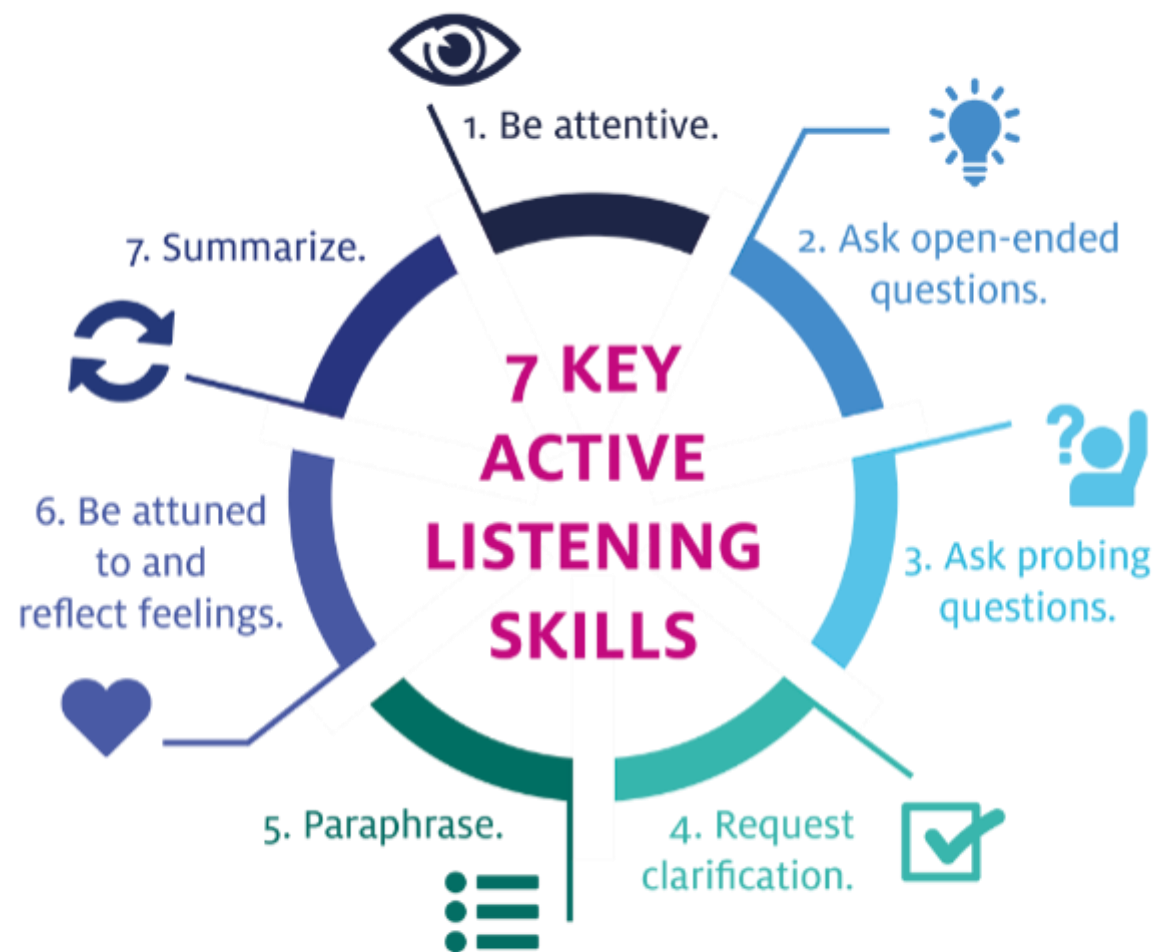 7 KEY
ACTIVE
LISTENING
SKILLS
1. Be attentive.
2. Ask open-ended
questions.
3. Ask probing
questions.
4. Request
clarification.
5. Paraphrase.
6. Be attuned
to and
reflect feelings.
7. Summarize.